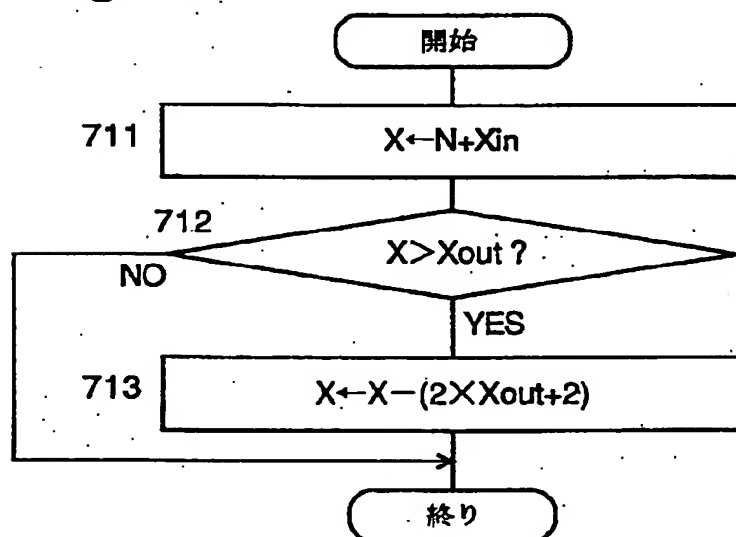 開始
711
X←N+Xin
712
X>Xout?
NO
YES
713
X←X−(2×Xout+2)
終り